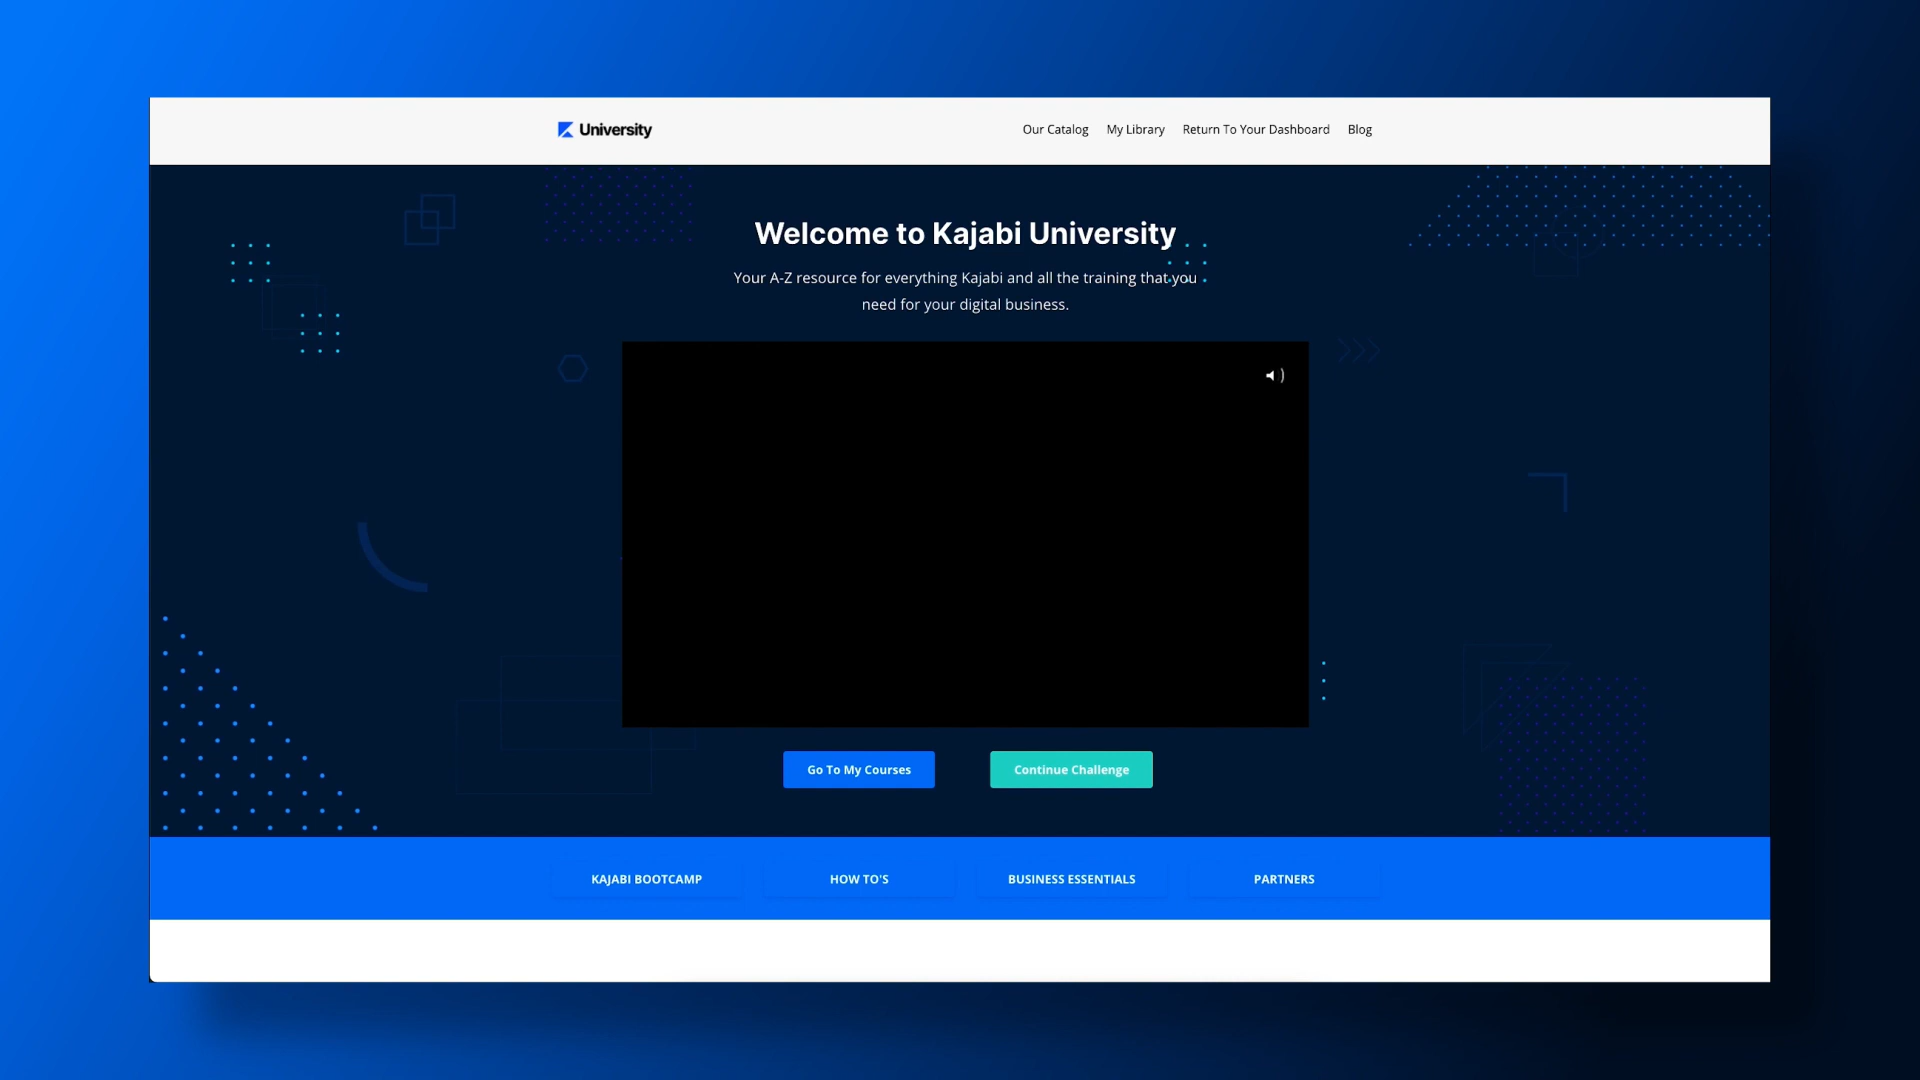 University
Our Catalog
My Library
Return To Your Dashboard
Blog
Welcome to Kajabi University
Your A-Z resource for everything Kajabi and all the training that you
need for your digital business.
Go To My Courses
Continue Challenge
KAJABI BOOTCAMP
HOW TO'S
BUSINESS ESSENTIALS
PARTNERS